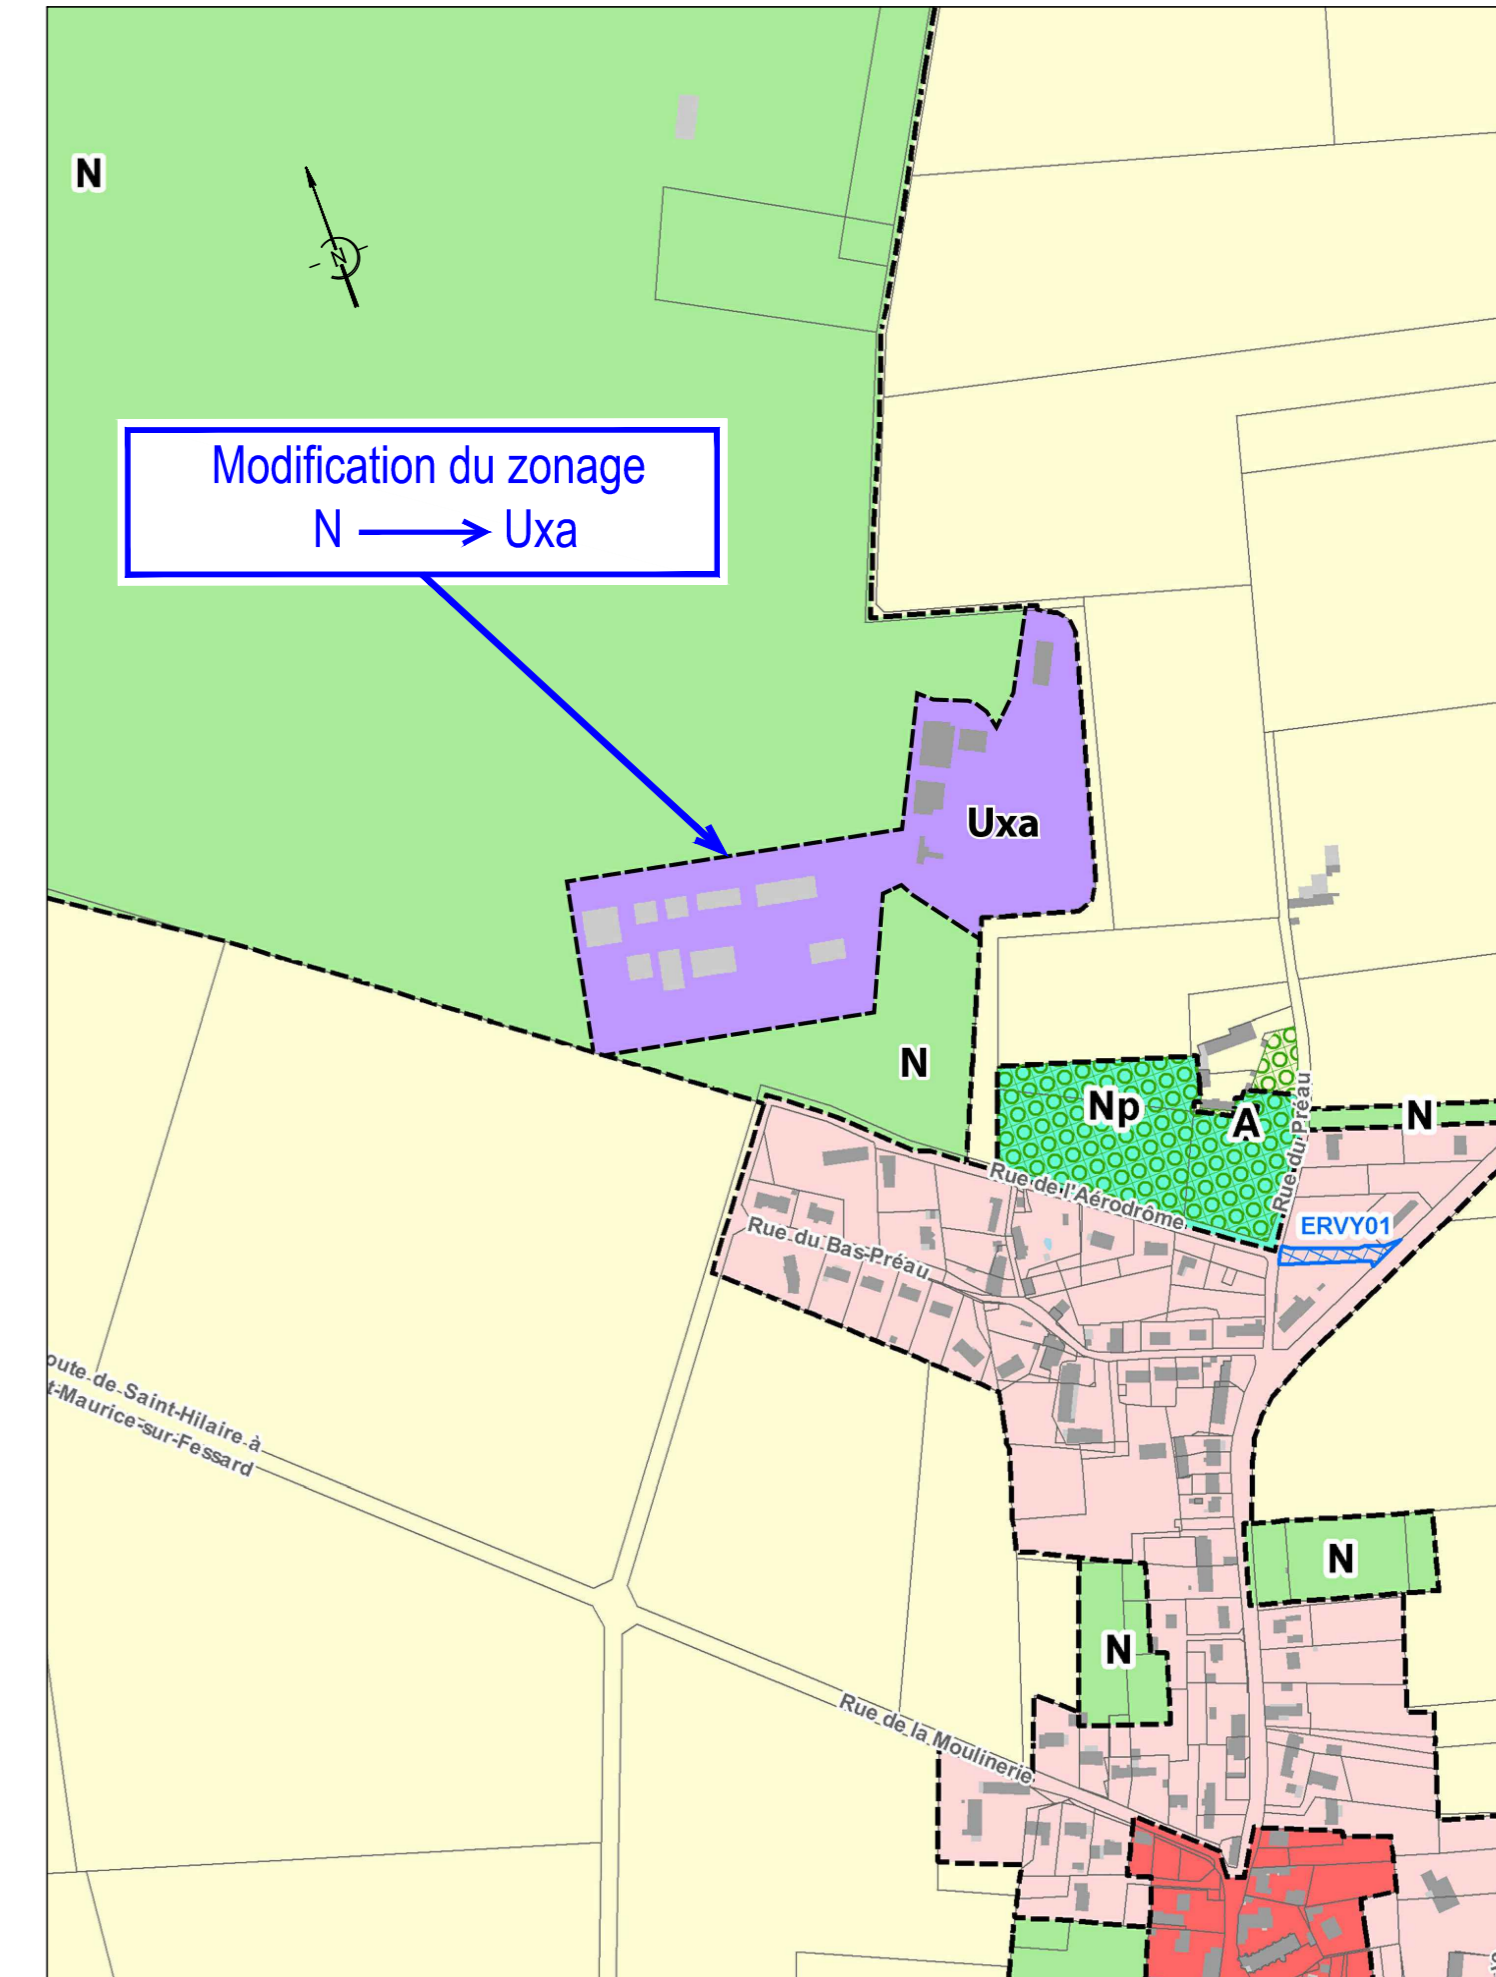 N
N
Modification du zonage
N → Uxa
Uxa
N
Np
A
N
Rue du Préau
Rue de l'Aérodrôme
ERVY01
Rue du Bas-Préau
oute de Saint-Hilaire à
t-Maurice-sur-Fessard
N
N
Rue de la Moulinerie